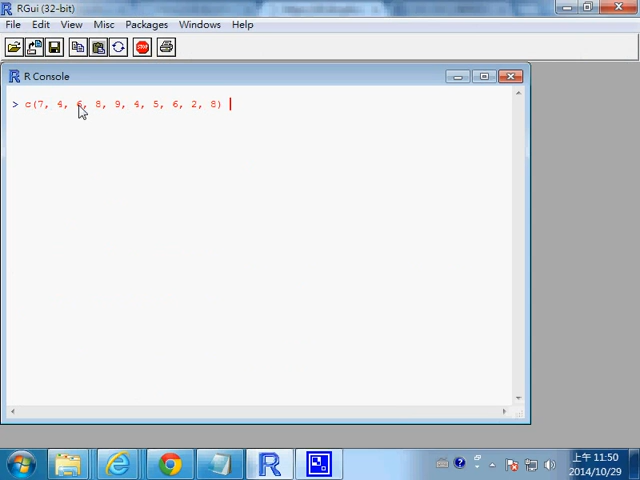 RGui (32-bit)
File Edit View Misc Packages Windows Help
STOP
R Console
> c(7, 4, 6, 8, 9, 4, 5, 6, 2, 8)
上午 11:50
2014/10/29